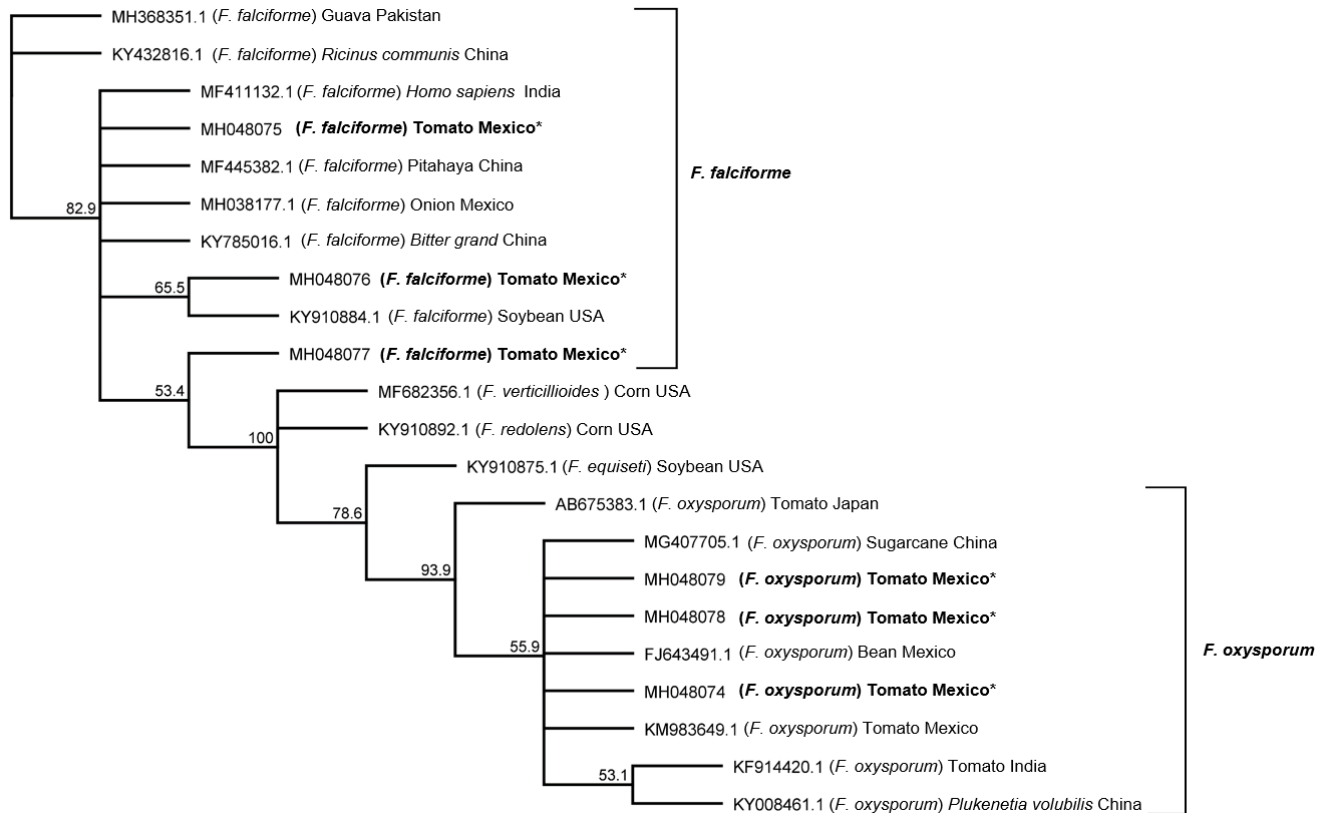 MH368351.1 (F. falciforme) Guava Pakistan
KY432816.1 (F. falciforme) Ricinus communis China
MF411132.1 (F. falciforme) Homo sapiens India
MH048075 (F. falciforme) Tomato Mexico*
MF445382.1 (F. falciforme) Pitahaya China
F. falciforme
MH038177.1 (F. falciforme) Onion Mexico
82.9
KY785016.1 (F. falciforme) Bitter grand China
MH048076 (F. falciforme) Tomato Mexico*
65.5
KY910884.1 (F. falciforme) Soybean USA
MH048077 (F. falciforme) Tomato Mexico*
53.4
MF682356.1 (F. verticillioides ) Corn USA
KY910892.1 (F. redolens) Corn USA
100
KY910875.1 (F. equiseti) Soybean USA
AB675383.1 (F. oxysporum) Tomato Japan
78.6
MG407705.1 (F. oxysporum) Sugarcane China
93.9
MH048079 (F. oxysporum) Tomato Mexico*
MH048078 (F. oxysporum) Tomato Mexico*
55.9
FJ643491.1 (F. oxysporum) Bean Mexico
F. oxysporum
MH048074 (F. oxysporum) Tomato Mexico*
KM983649.1 (F. oxysporum) Tomato Mexico
KF914420.1 (F. oxysporum) Tomato India
53.1
KY008461.1 (F. oxysporum) Plukenetia volubilis China